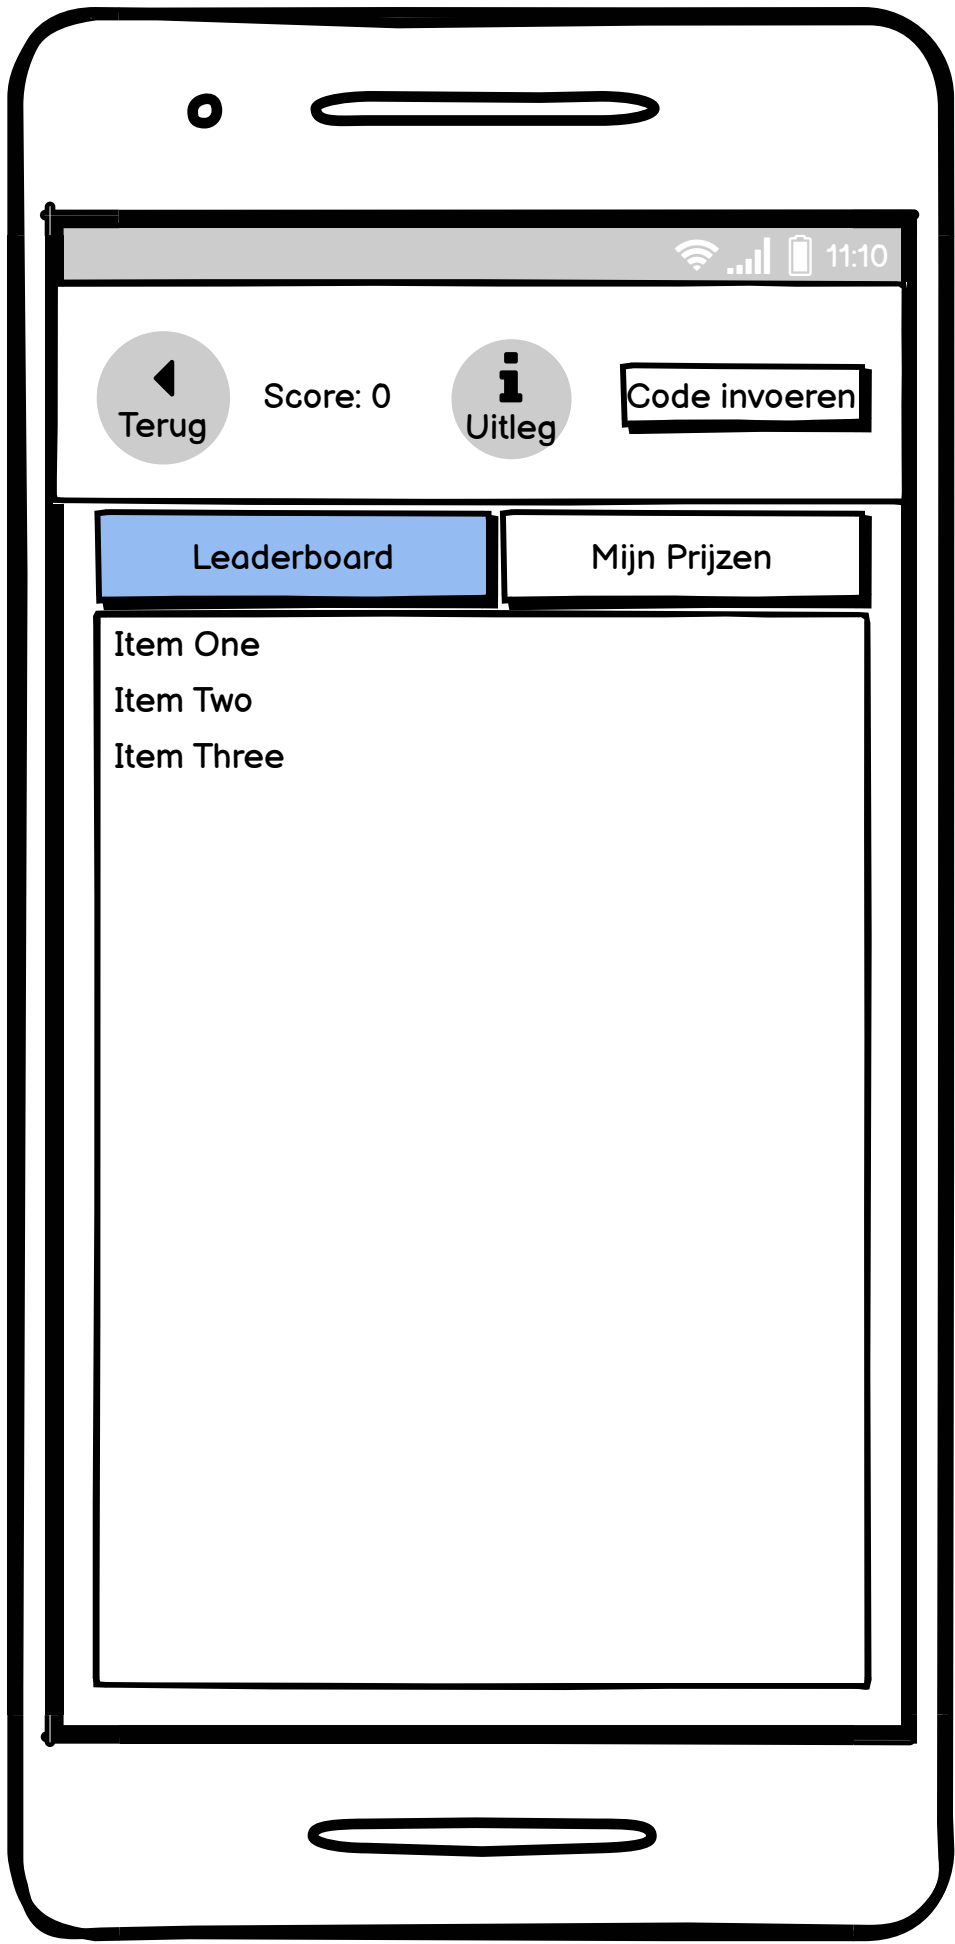 11:10
Terug
Score: 0
Uitleg
Code invoeren
Leaderboard
Mijn Prijzen
Item One
Item Two
Item Three